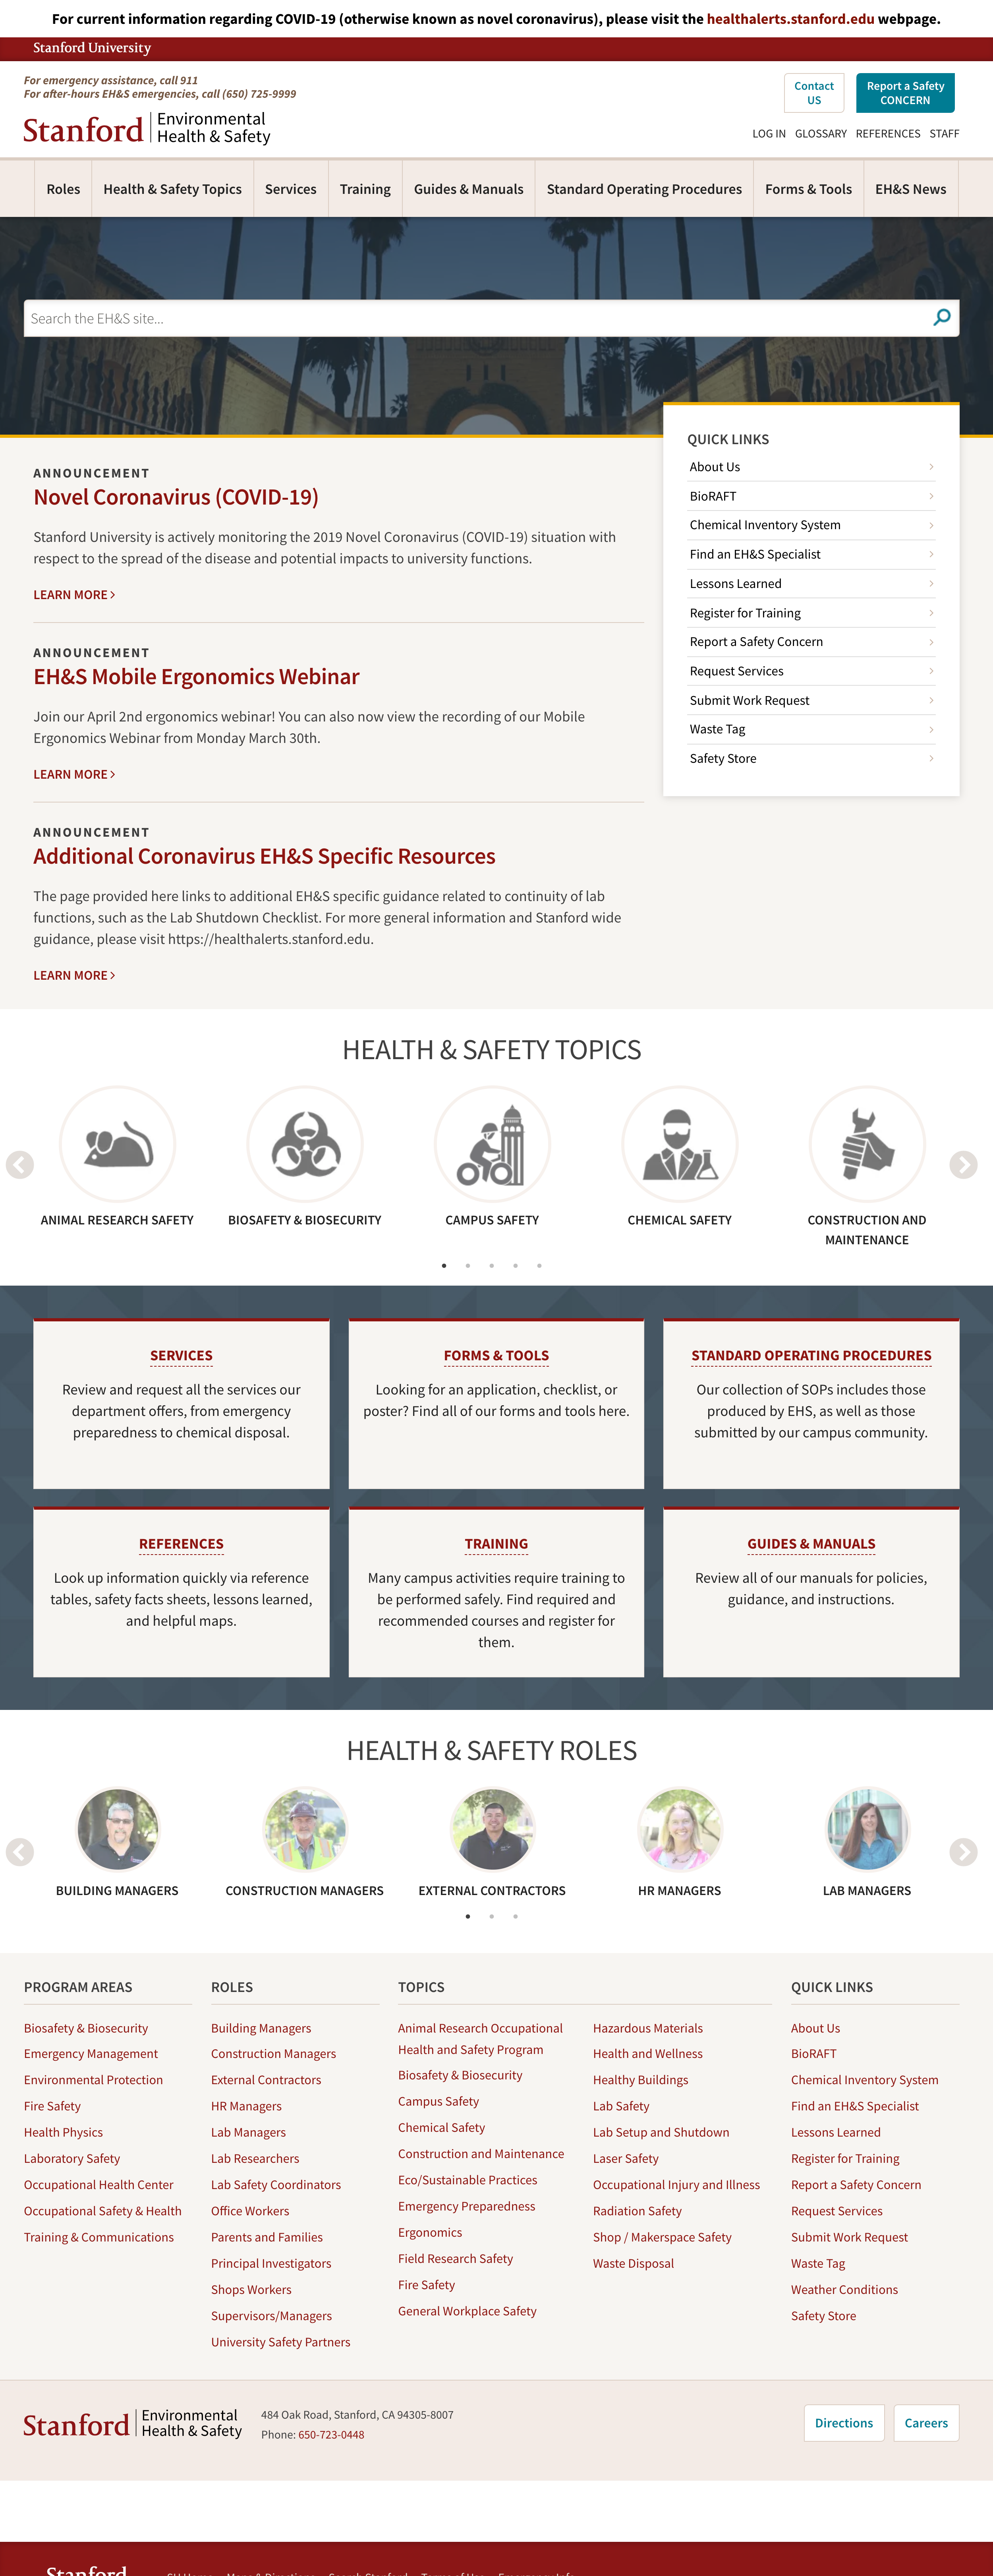 For current information regarding COVID-19 (otherwise known as novel coronavirus), please visit the healthalerts.stanford.edu webpage.
Stanford University
For emergency assistance, call 911
For after-hours EH&S emergencies, call (650) 725-9999
Contact
US
Report a Safety
CONCERN
Stanford
Environmental
Health & Safety
LOG IN GLOSSARY REFERENCES STAFF
Roles Health & Safety Topics Services Training Guides & Manuals Standard Operating Procedures Forms & Tools EH&S News
Search the EH&S site...
ANNOUNCEMENT
Novel Coronavirus (COVID-19)
Stanford University is actively monitoring the 2019 Novel Coronavirus (COVID-19) situation with
respect to the spread of the disease and potential impacts to university functions.
LEARN MORE
ANNOUNCEMENT
EH&S Mobile Ergonomics Webinar
Join our April 2nd ergonomics webinar! You can also now view the recording of our Mobile
Ergonomics Webinar from Monday March 30th.
LEARN MORE
ANNOUNCEMENT
Additional Coronavirus EH&S Specific Resources
The page provided here links to additional EH&S specific guidance related to continuity of lab
functions, such as the Lab Shutdown Checklist. For more general information and Stanford wide
guidance, please visit https://healthalerts.stanford.edu.
LEARN MORE
QUICK LINKS
About Us
BioRAFT
Chemical Inventory System
Find an EH&S Specialist
Lessons Learned
Register for Training
Report a Safety Concern
Request Services
Submit Work Request
Waste Tag
Safety Store
HEALTH & SAFETY TOPICS
ANIMAL RESEARCH SAFETY
BIOSAFETY & BIOSECURITY
CAMPUS SAFETY
CHEMICAL SAFETY
CONSTRUCTION AND
MAINTENANCE
SERVICES
Review and request all the services our
department offers, from emergency
preparedness to chemical disposal.
FORMS & TOOLS
Looking for an application, checklist, or
poster? Find all of our forms and tools here.
STANDARD OPERATING PROCEDURES
Our collection of SOPs includes those
produced by EHS, as well as those
submitted by our campus community.
REFERENCES
Look up information quickly via reference
tables, safety facts sheets, lessons learned,
and helpful maps.
TRAINING
Many campus activities require training to
be performed safely. Find required and
recommended courses and register for
them.
GUIDES & MANUALS
Review all of our manuals for policies,
guidance, and instructions.
HEALTH & SAFETY ROLES
BUILDING MANAGERS
CONSTRUCTION MANAGERS
EXTERNAL CONTRACTORS
HR MANAGERS
LAB MANAGERS
PROGRAM AREAS
Biosafety & Biosecurity
Emergency Management
Environmental Protection
Fire Safety
Health Physics
Laboratory Safety
Occupational Health Center
Occupational Safety & Health
Training & Communications
ROLES
Building Managers
Construction Managers
External Contractors
HR Managers
Lab Managers
Lab Researchers
Lab Safety Coordinators
Office Workers
Parents and Families
Principal Investigators
Shops Workers
Supervisors/Managers
University Safety Partners
TOPICS
Animal Research Occupational
Health and Safety Program
Biosafety & Biosecurity
Campus Safety
Chemical Safety
Construction and Maintenance
Eco/Sustainable Practices
Emergency Preparedness
Ergonomics
Field Research Safety
Fire Safety
General Workplace Safety
Hazardous Materials
Health and Wellness
Healthy Buildings
Lab Safety
Lab Setup and Shutdown
Laser Safety
Occupational Injury and Illness
Radiation Safety
Shop / Makerspace Safety
Waste Disposal
QUICK LINKS
About Us
BioRAFT
Chemical Inventory System
Find an EH&S Specialist
Lessons Learned
Register for Training
Report a Safety Concern
Request Services
Submit Work Request
Waste Tag
Weather Conditions
Safety Store
Stanford
Environmental
Health & Safety
484 Oak Road, Stanford, CA 94305-8007
Phone: 650-723-0448
Directions
Careers
Stanford
SU Home Maps & Directions Search Stanford Terms of Use Emergency Info